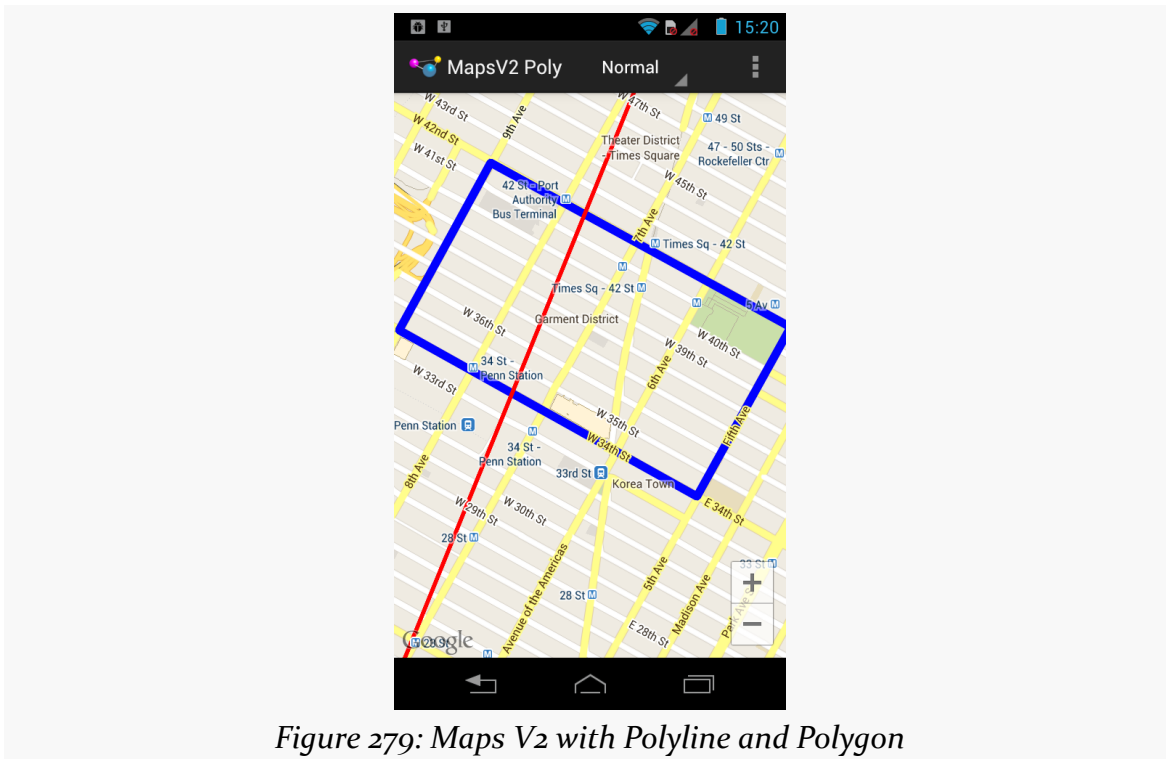 15:20
MapsV2 Poly
Normal
W 43rd St
W 42nd St
W 41st St
9th Ave
W 47th St
49 St
Theater District
- Times Square
47 - 50 Sts -
Rockefeller Ctr
W 45th St
42 St - Port
Authority
Bus Terminal
7th Ave
Times Sq - 42 St
Times Sq - 42 St
5 Av
W 36th St
Garment District
W 40th St
W 39th St
34 St -
Penn Station
W 33rd St
6th Ave
W 35th St
Fifth Ave
Penn Station
W 34th St
34 St -
Penn Station
33rd St
Korea Town
8th Ave
E 34th St
W 29th St
W 30th St
28 St
Avenue of the Americas
5th Ave
33 St
Madison Ave
28 St
+
Park Ave S
−
E 28th St
Google
28 St
Figure 279: Maps V2 with Polyline and Polygon